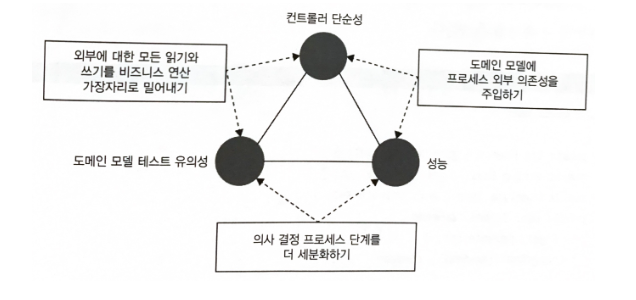 컨트롤러 단순성
외부에 대한 모든 읽기와
쓰기를 비즈니스 연산
가장자리로 밀어내기
도메인 모델에
프로세스 외부 의존성을
주입하기
도메인 모델 테스트 유의성
성능
의사 결정 프로세스 단계를
더 세분화하기